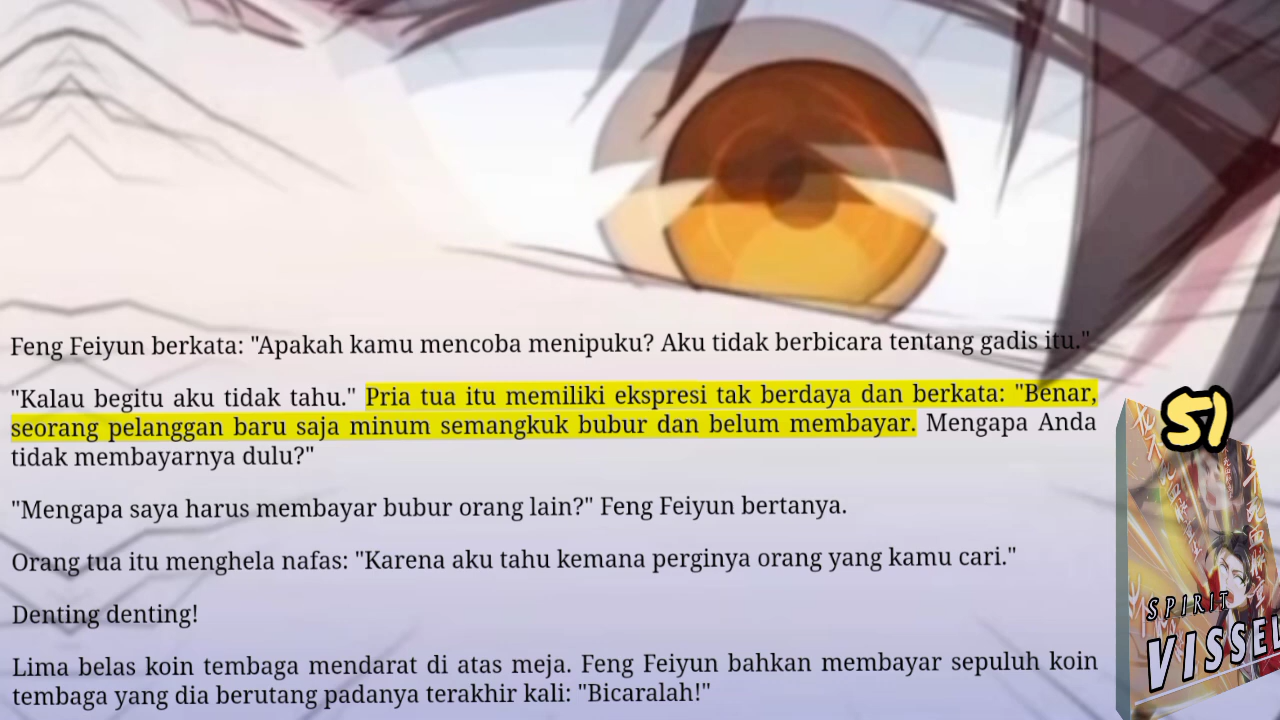 Feng Feiyun berkata: "Apakah kamu mencoba menipuku? Aku tidak berbicara tentang gadis itu."
"Kalau begitu aku tidak tahu." Pria tua itu memiliki ekspresi tak berdaya dan berkata: "Benar,
seorang pelanggan baru saja minum semangkuk bubur dan belum membayar. Mengapa Anda
tidak membayarnya dulu?"
"Mengapa saya harus membayar bubur orang lain?" Feng Feiyun bertanya.
Orang tua itu menghela nafas: "Karena aku tahu kemana perginya orang yang kamu cari."
Denting denting!
Lima belas koin tembaga mendarat di atas meja. Feng Feiyun bahkan membayar sepuluh koin
tembaga yang dia berutang padanya terakhir kali: "Bicaralah!"
51
SPIRIT
VISSEL